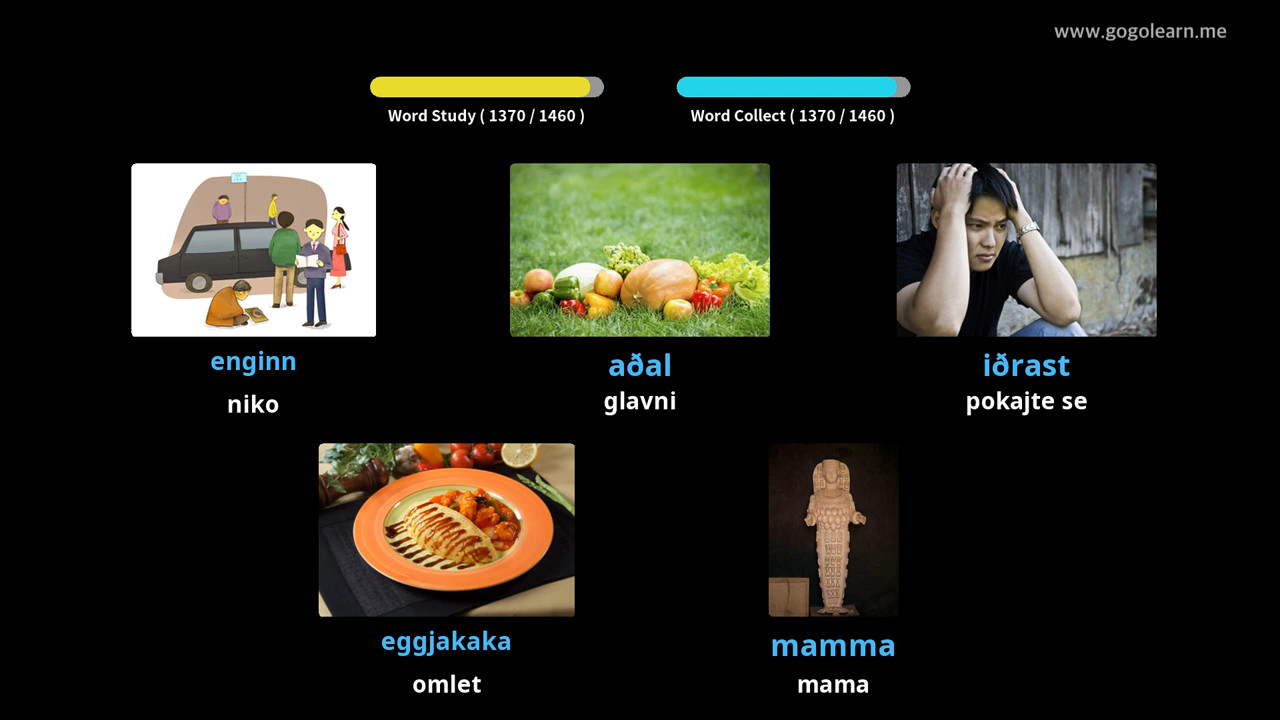 www.gogolearn.me
Word Study ( 1370 / 1460 )
Word Collect ( 1370 / 1460 )
enginn
niko
aðal
glavni
iðrast
pokajte se
eggjakaka
omlet
mamma
mama